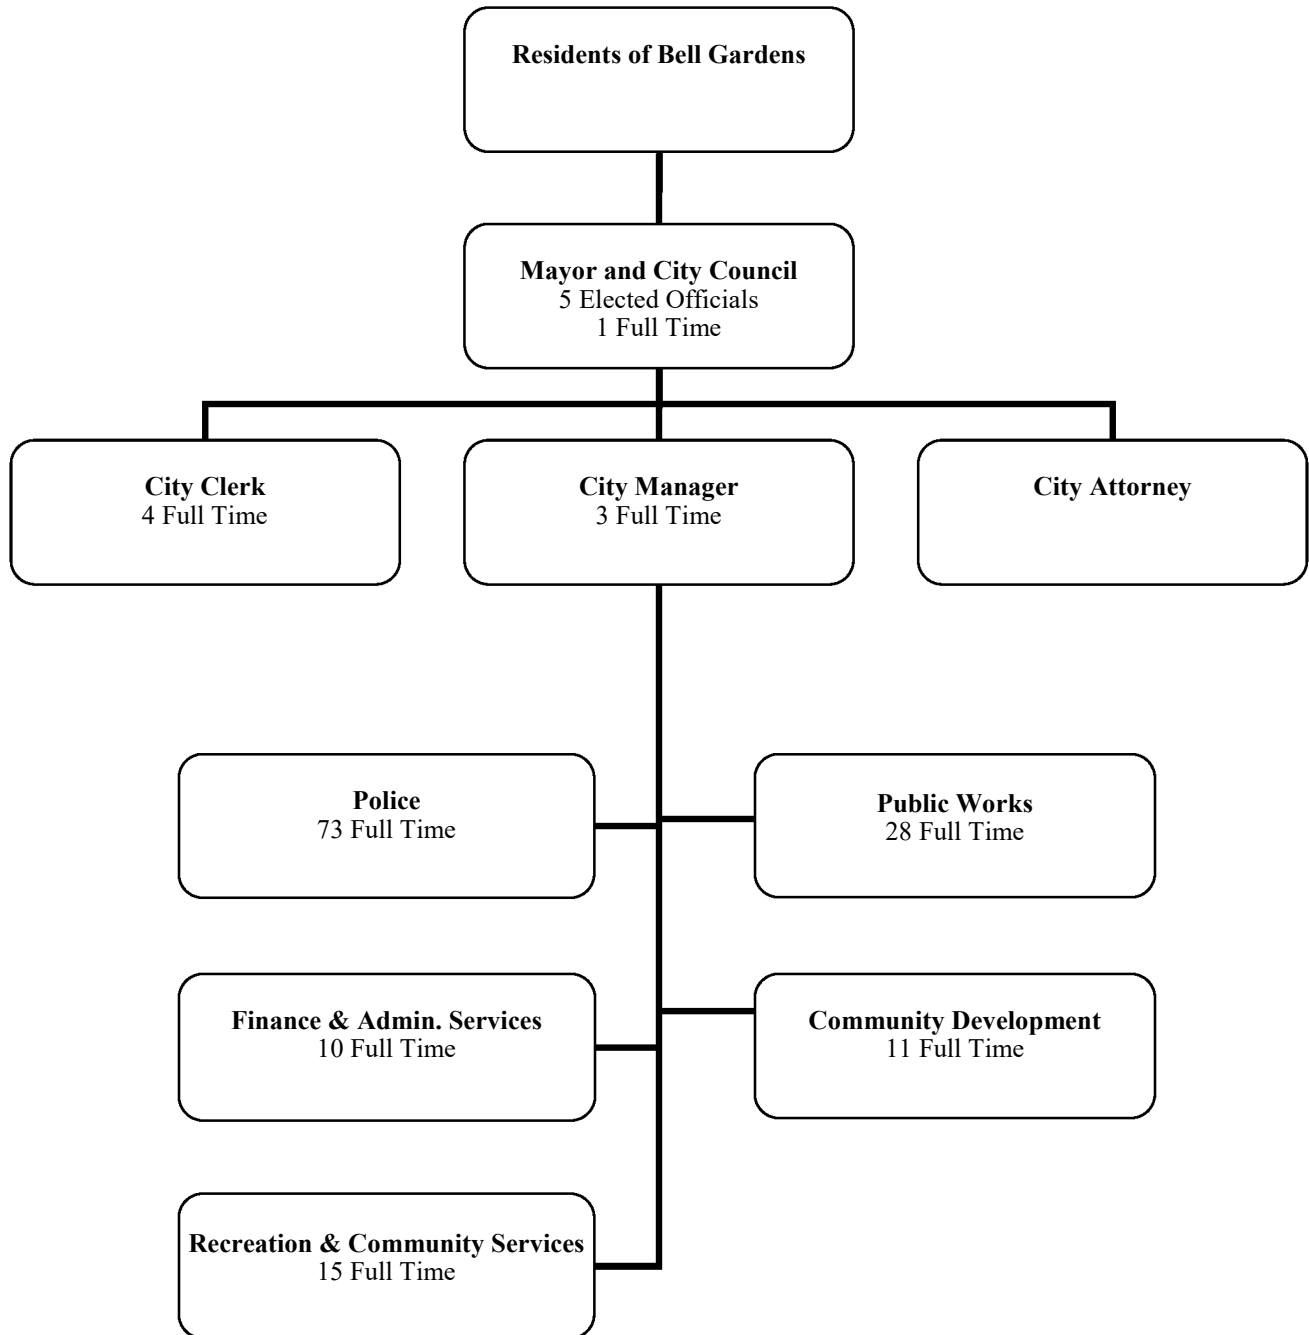 Residents of Bell Gardens
Mayor and City Council
5 Elected Officials
1 Full Time
City Clerk
4 Full Time
City Manager
3 Full Time
City Attorney
Police
73 Full Time
Public Works
28 Full Time
Finance & Admin. Services
10 Full Time
Community Development
11 Full Time
Recreation & Community Services
15 Full Time